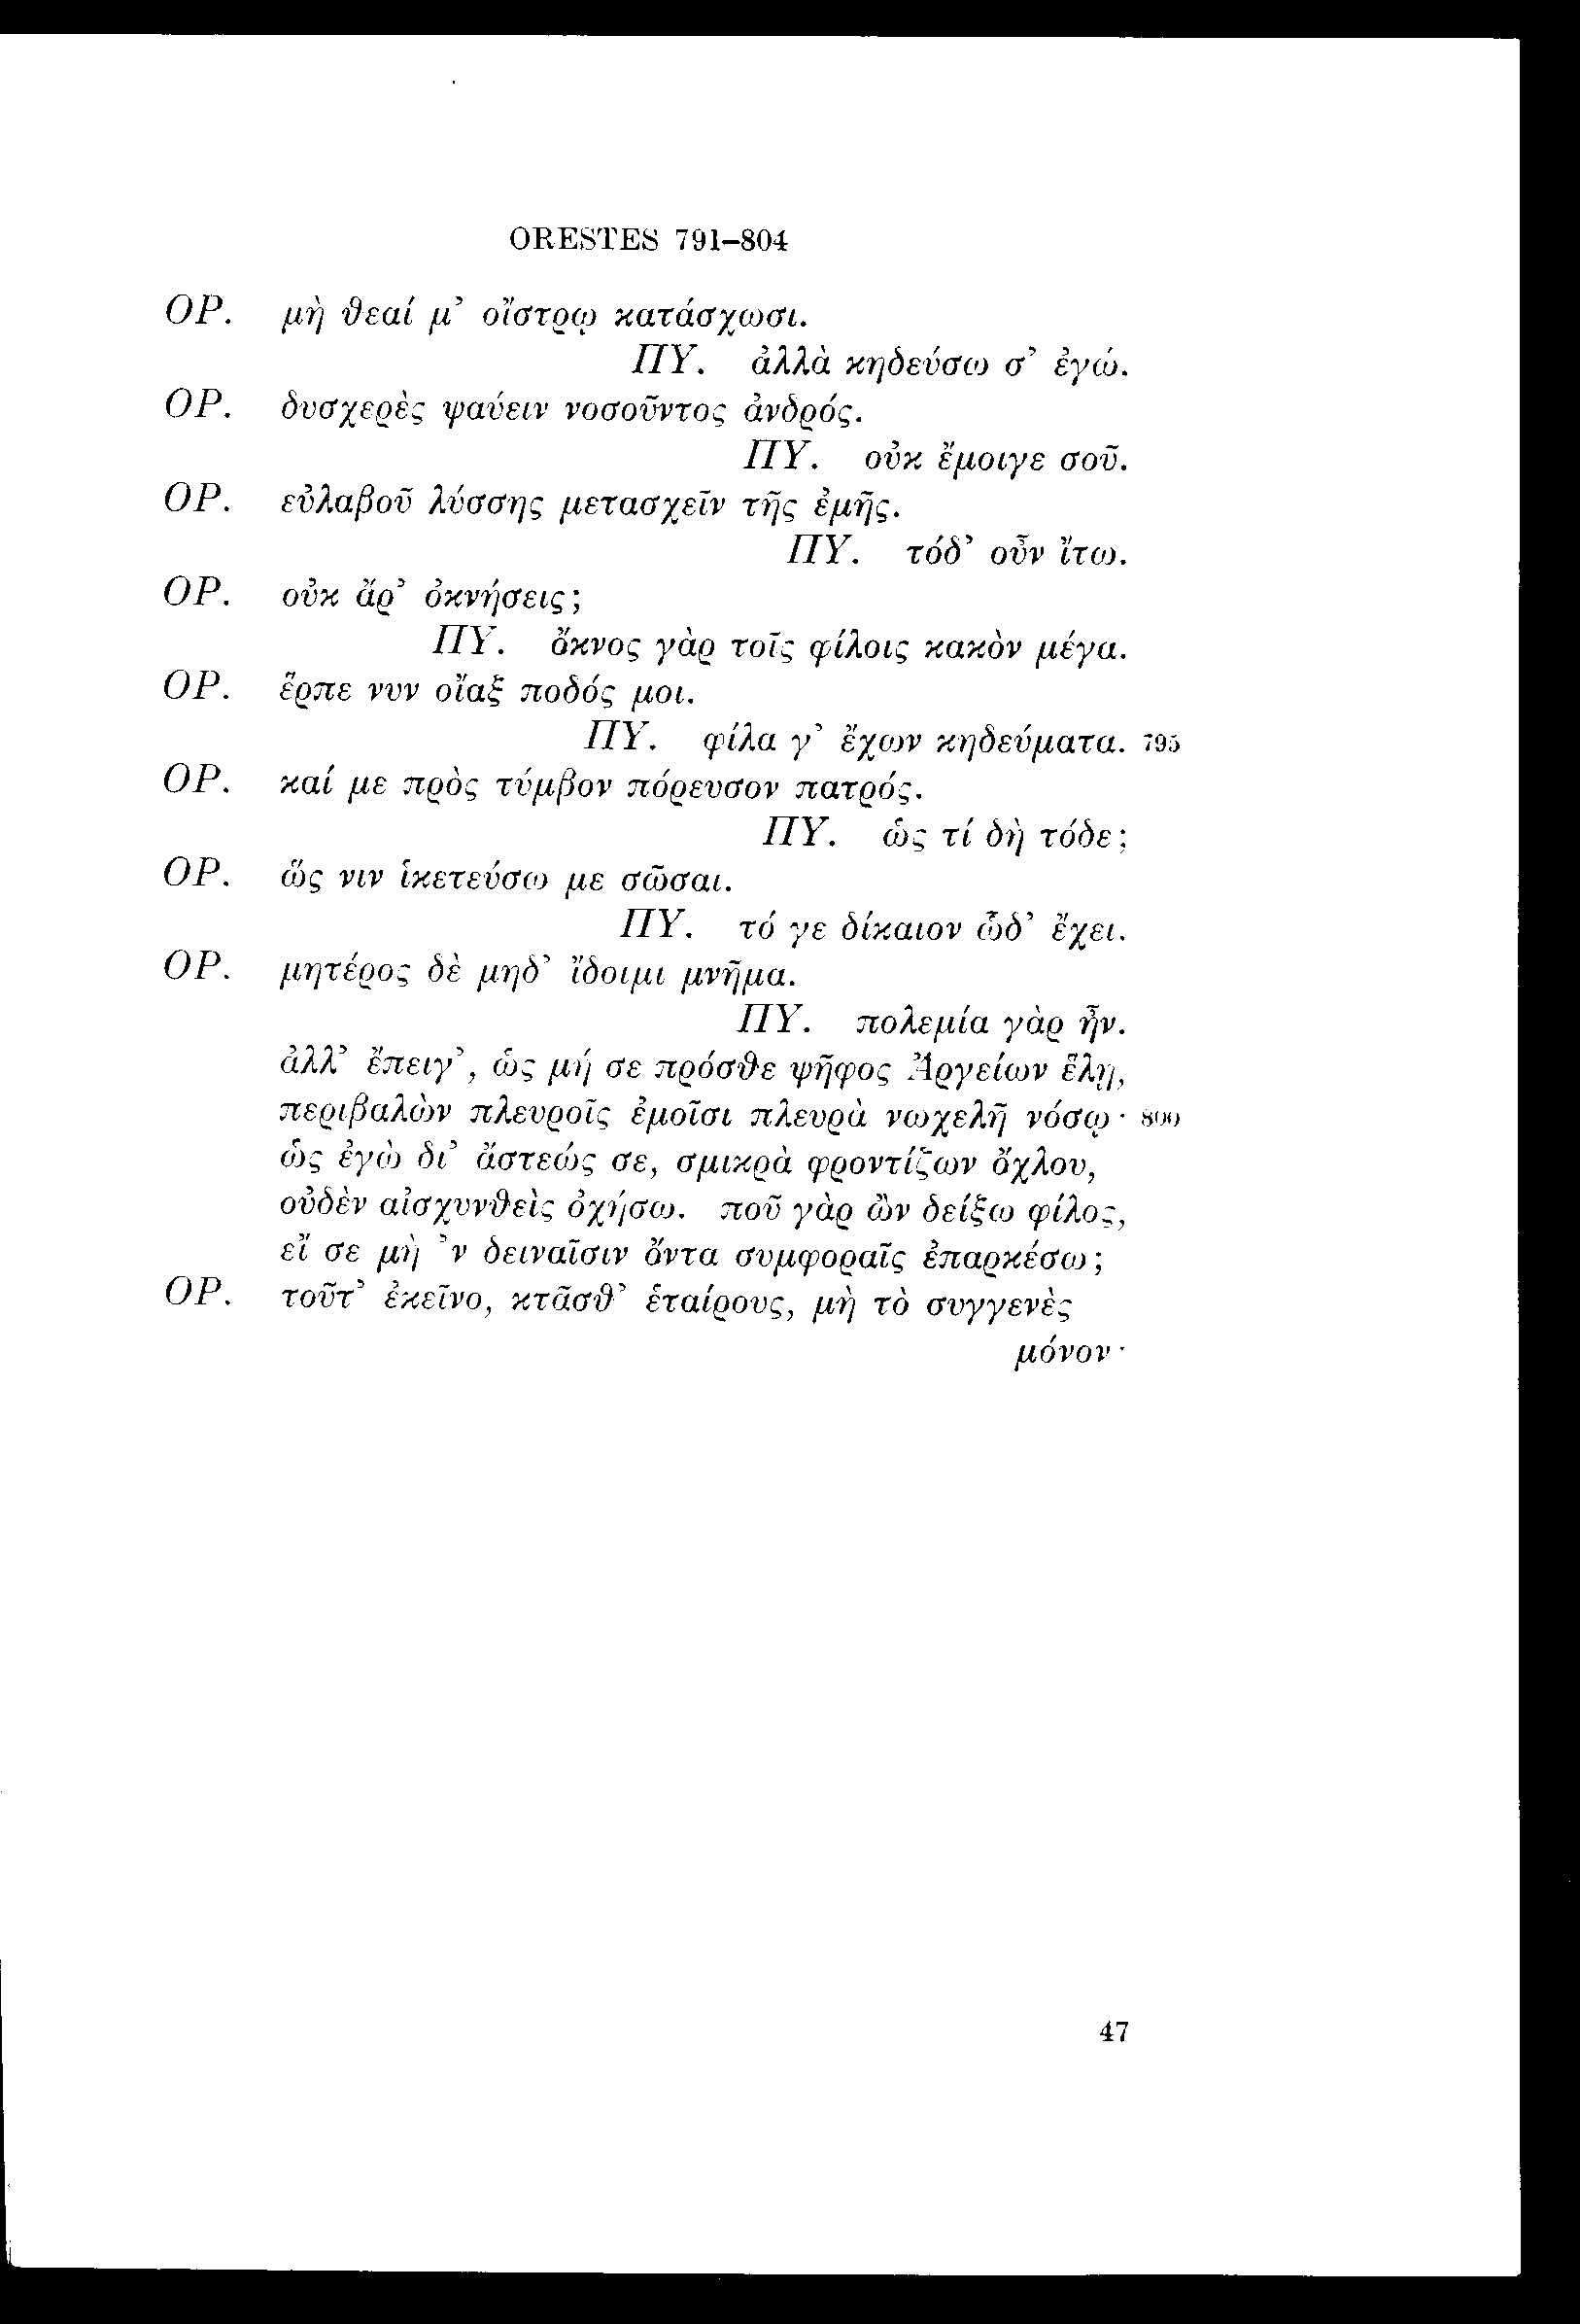 ORESTES 791–804
ΟΡ. μὴ θεαί μ’ οἴστρῳ κατάσχωσι.
ΠΥ. ἀλλὰ κηδεύσω σ’ ἐγώ.
ΟΡ. δυσχερὲς ψαύειν νοσοῦντος ἀνδρός.
ΠΥ. οὐκ ἔμοιγε σοῦ.
ΟΡ. εὐλαβοῦ λύσσης μετασχεῖν τῆς ἐμῆς.
ΠΥ. τόδ’ οὖν ἴτω.
ΟΡ. οὐκ ἄρ’ ὀκνήσεις;
ΠΥ. ὄκνος γὰρ τοῖς φίλοις κακὸν μέγα.
ΟΡ. ἕρπε νυν οἴαξ ποδός μοι.
ΠΥ. φίλα γ’ ἔχων κηδεύματα. 795
ΟΡ. καί με πρὸς τύμβον πόρευσον πατρός.
ΠΥ. ὡς τί δὴ τόδε;
ΟΡ. ὥς νιν ἱκετεύσω με σῶσαι.
ΠΥ. τό γε δίκαιον ὧδ’ ἔχει.
ΟΡ. μητέρος δὲ μηδ’ ἴδοιμι μνῆμα.
ΠΥ. πολεμία γὰρ ἦν.
ἀλλ’ ἔπειγ’, ὡς μή σε πρόσθε ψῆφος Ἀργείων ἕλῃ,
περιβαλὼν πλευροῖς ἐμοῖσι πλευρὰ νωχελῆ νόσῳ· 800
ὡς ἐγὼ δι’ ἄστεώς σε, σμικρὰ φροντίζων ὄχλου,
οὐδὲν αἰσχυνθεὶς ὀχήσω. ποῦ γὰρ ὢν δείξω φίλος,
εἴ σε μὴ ’ν δειναῖσιν ὄντα συμφοραῖς ἐπαρκέσω;
ΟΡ. τοῦτ’ ἐκεῖνο, κτᾶσθ’ ἑταίρους, μὴ τὸ συγγενὲς
μόνον·
47